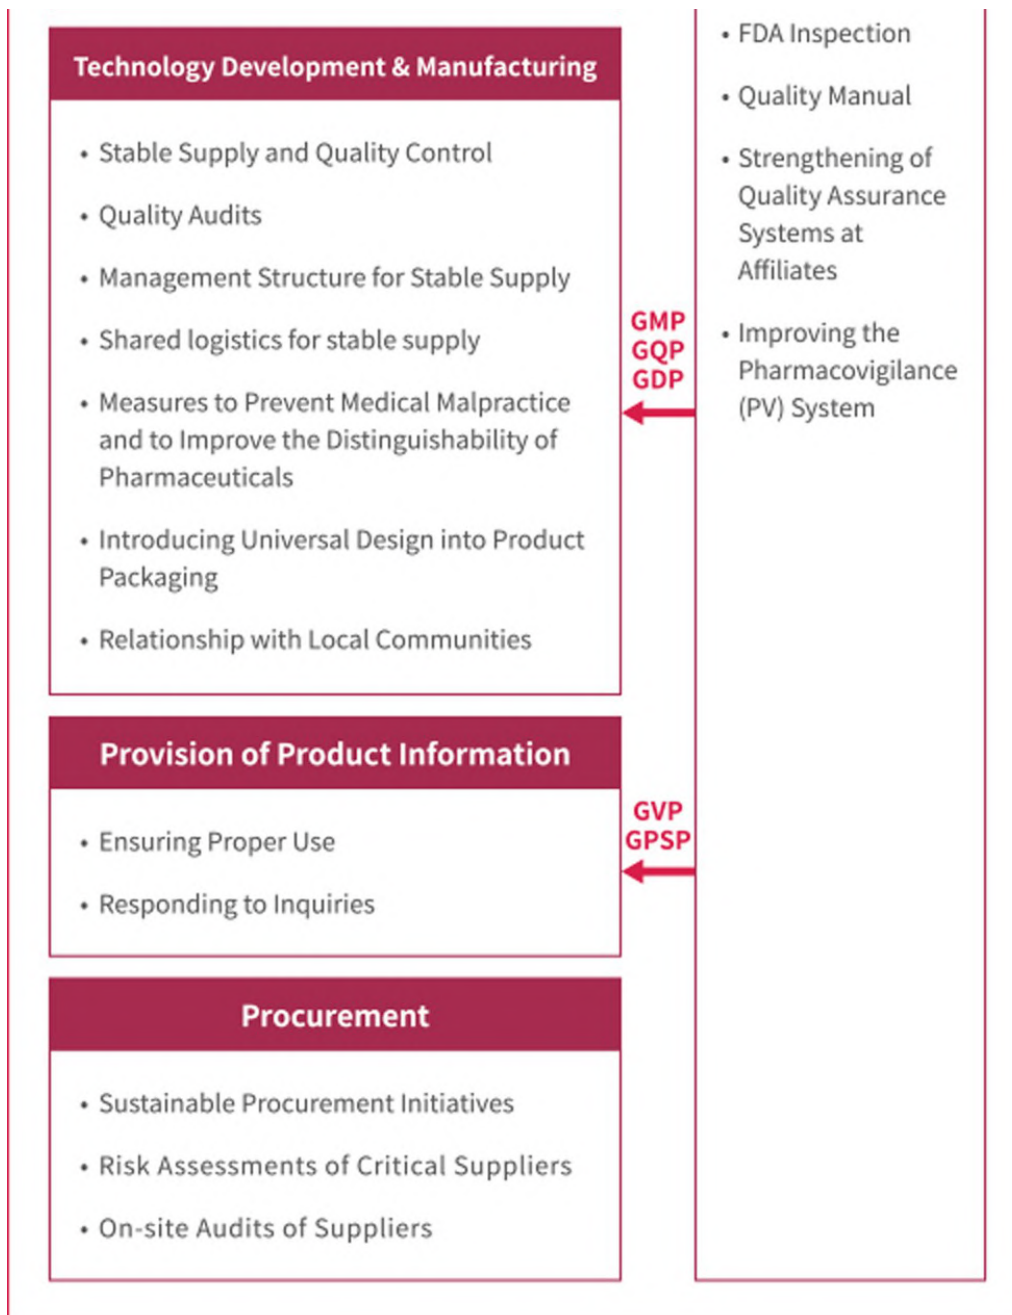 Technology Development & Manufacturing
• Stable Supply and Quality Control
• Quality Audits
• Management Structure for Stable Supply
• Shared logistics for stable supply
• Measures to Prevent Medical Malpractice
and to Improve the Distinguishability of
Pharmaceuticals
• Introducing Universal Design into Product
Packaging
• Relationship with Local Communities
GMP
GQP
GDP
• FDA Inspection
• Quality Manual
• Strengthening of
Quality Assurance
Systems at
Affiliates
• Improving the
Pharmacovigilance
(PV) System
Provision of Product Information
• Ensuring Proper Use
• Responding to Inquiries
GVP
GPSP
Procurement
• Sustainable Procurement Initiatives
• Risk Assessments of Critical Suppliers
• On-site Audits of Suppliers